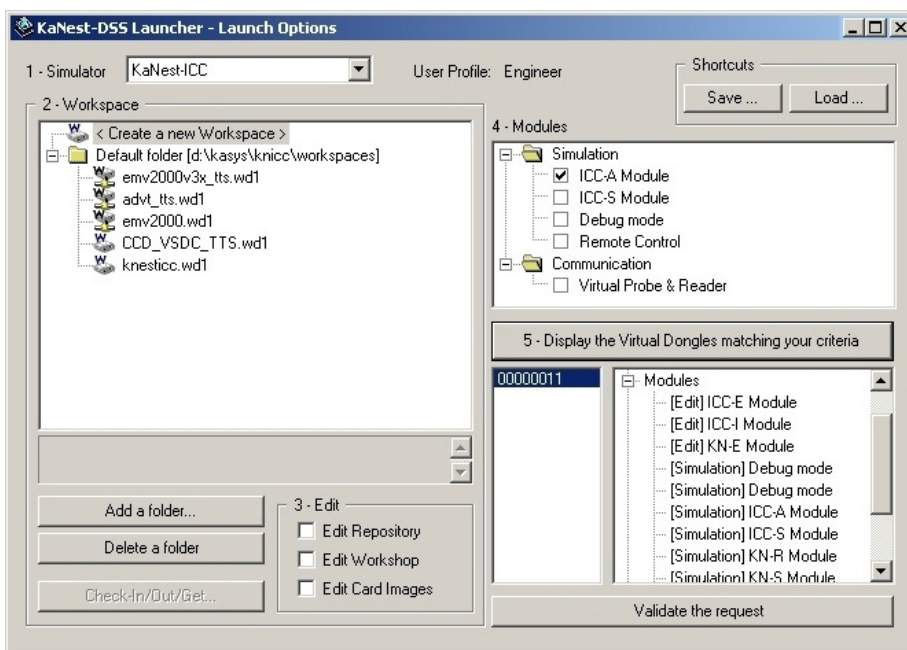 KaNest-DSS Launcher - Launch Options
1 - Simulator
KaNest-ICC
User Profile: Engineer
Shortcuts
Save ...
Load ...
2 - Workspace
< Create a new Workspace >
Default folder [d:\kasys\knicc\workspaces]
emv2000v3x_tts.wd1
advt_tts.wd1
emv2000.wd1
CCD_VSDC_TTS.wd1
knesticc.wd1
Add a folder...
Delete a folder
Check-In/Out/Get...
3 - Edit
Edit Repository
Edit Workshop
Edit Card Images
4 - Modules
Simulation
ICC-A Module
ICC-S Module
Debug mode
Remote Control
Communication
Virtual Probe & Reader
5 - Display the Virtual Dongles matching your criteria
00000011
Modules
[Edit] ICC-E Module
[Edit] ICC-I Module
[Edit] KN-E Module
[Simulation] Debug mode
[Simulation] Debug mode
[Simulation] ICC-A Module
[Simulation] ICC-S Module
[Simulation] KN-R Module
[Simulation] KN-S Module
Validate the request